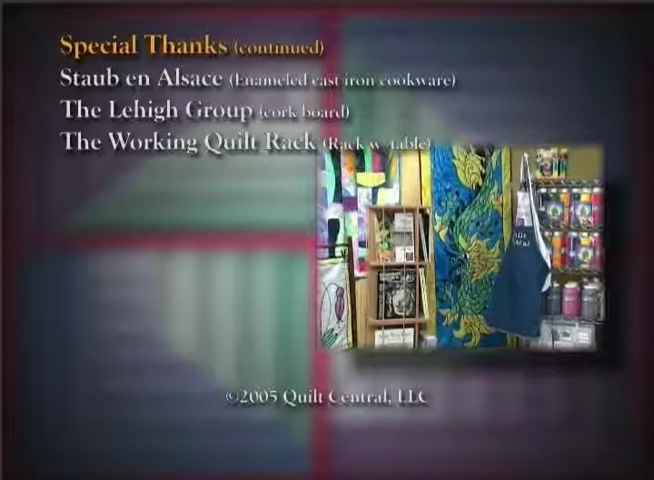 Special Thanks (continued)
Staub en Alsace (Enameled cast iron cookware)
The Lehigh Group (cork board)
The Working Quilt Rack (Rack w/table)
©2005 Quilt Central, LLC